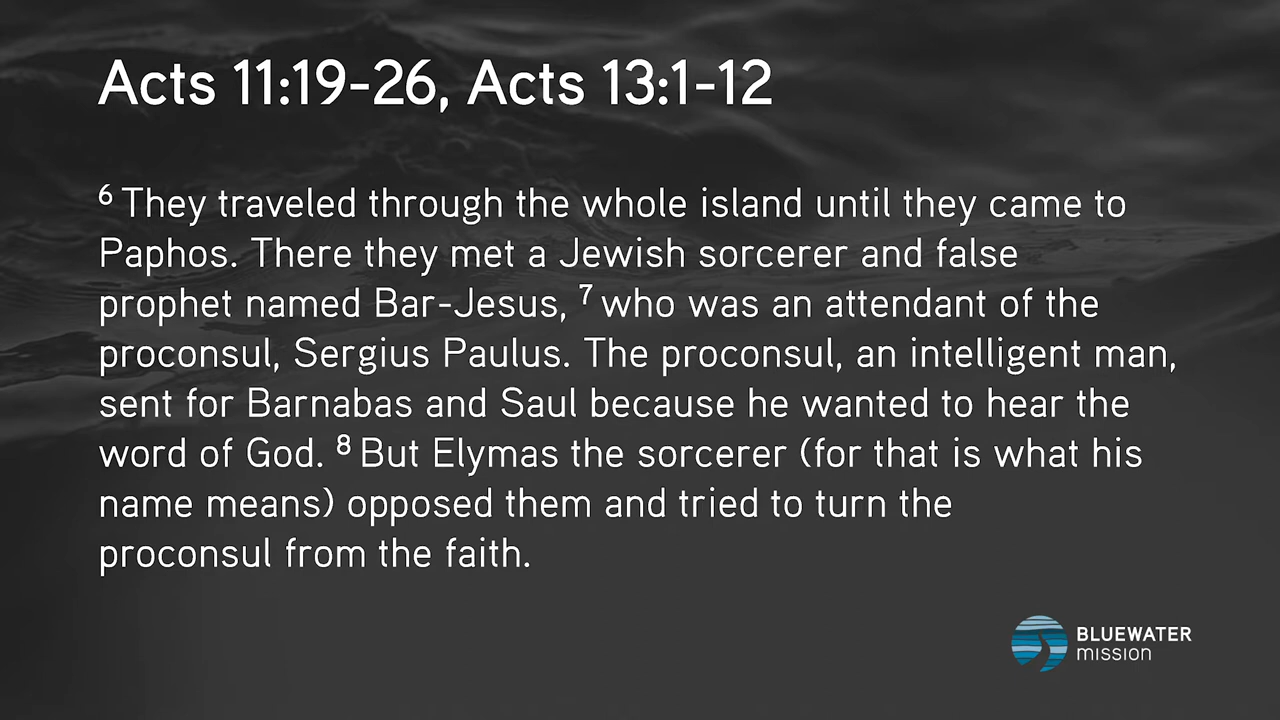 Acts 11:19-26, Acts 13:1-12
⁶ They traveled through the whole island until they came to
Paphos. There they met a Jewish sorcerer and false
prophet named Bar-Jesus, ⁷ who was an attendant of the
proconsul, Sergius Paulus. The proconsul, an intelligent man,
sent for Barnabas and Saul because he wanted to hear the
word of God. ⁸ But Elymas the sorcerer (for that is what his
name means) opposed them and tried to turn the
proconsul from the faith.
BLUEWATER
mission